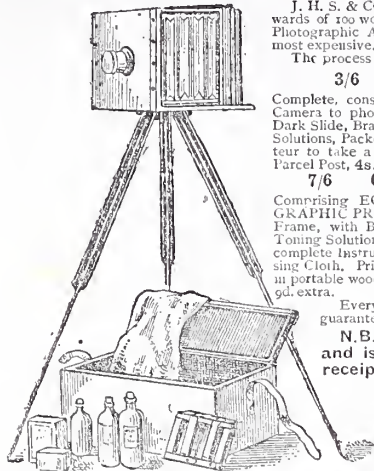 J. H. S. & C
wards of 100 wo
Photographic A
most expensive.
The process
3/6
Complete, cons
Camera to pho
Dark Slide, Bra
Solutions, Pack
teur to take a
Parcel Post, 4s.
7/6
Comprising EC
GRAPHIC PR
Frame, with B
Toning Solution
complete Instru
sing Cloth. Pri
in portable woo
9d. extra.
Every
guarante
N.B.
and is
receip